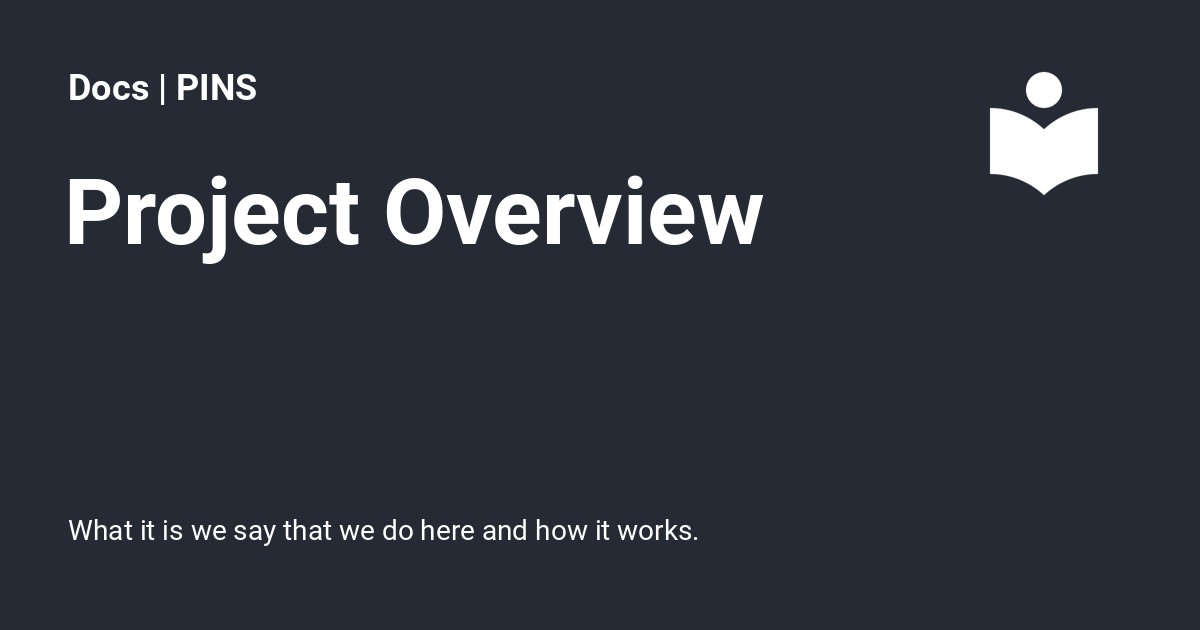 Docs | PINS
Project Overview
What it is we say that we do here and how it works.